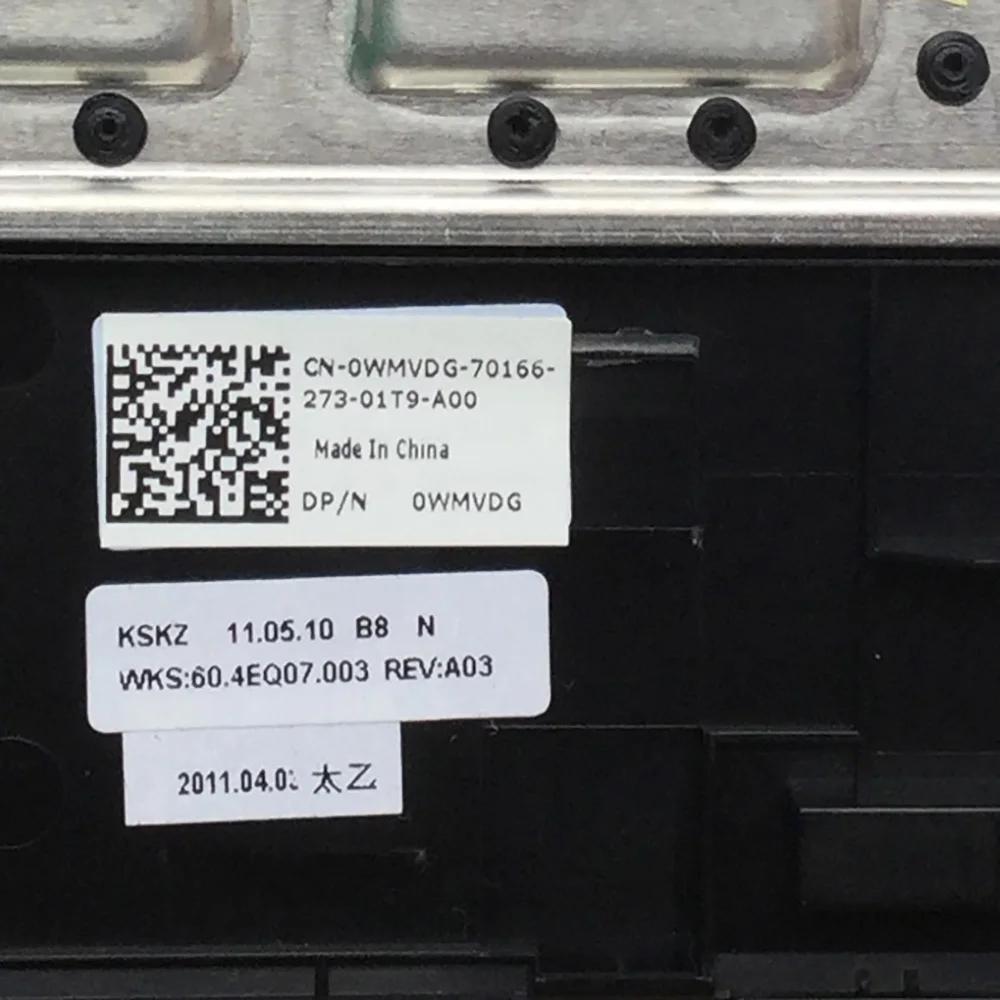 CN-0WMVDG-70166-
273-01T9-A00
Made In China
DP/N 0WMVDG
KSKZ 11.05.10 B8 N
WKS:60.4EQ07.003 REV:A03
太乙